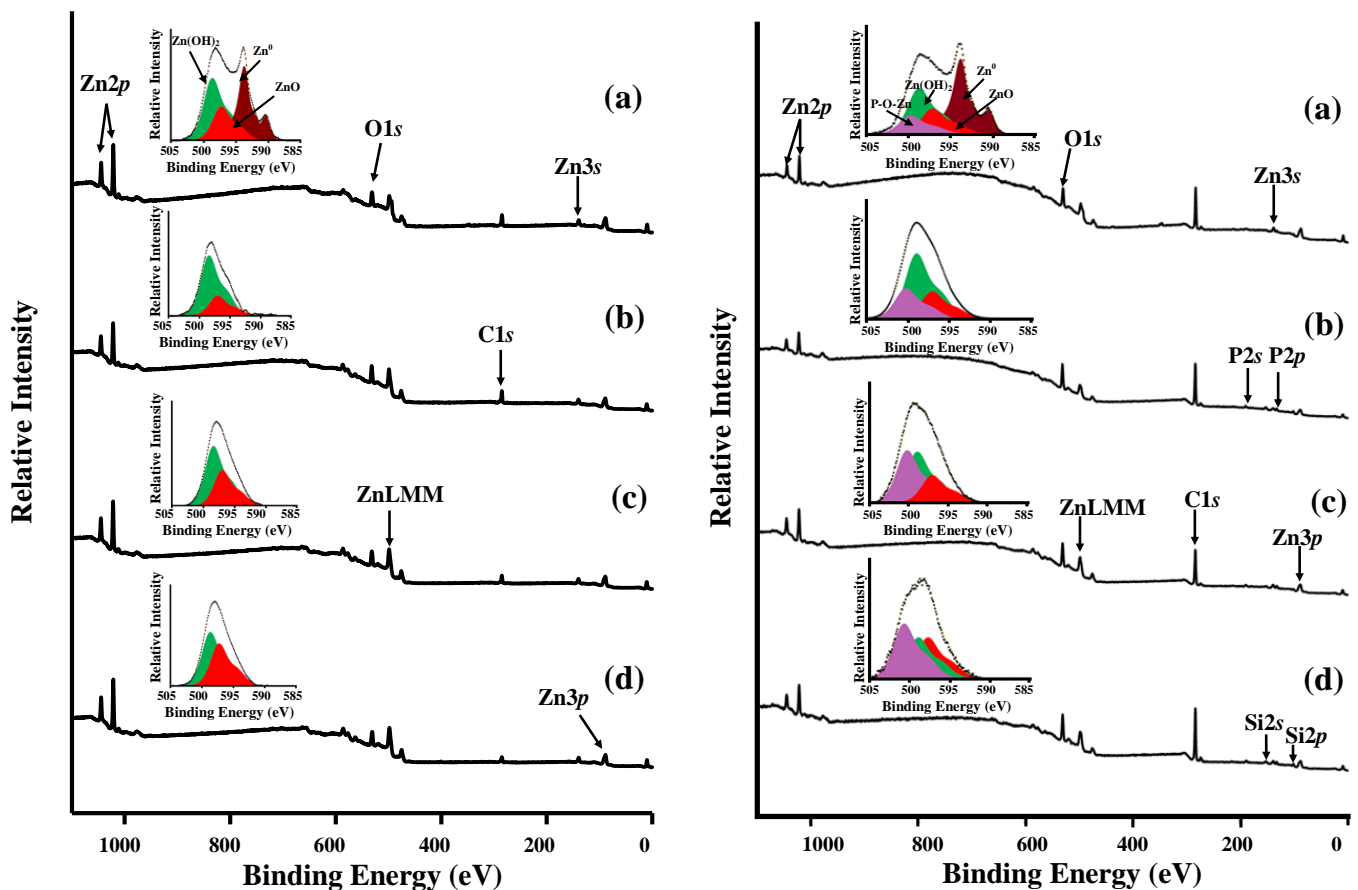 Relative Intensity
Zn2p
Relative Intensity
Zn(OH)2
Zn0
ZnO
505 500 595 590 585
Binding Energy (eV)
(a)
O1s
Zn3s
Relative Intensity
505 500 595 590 585
Binding Energy (eV)
(b)
C1s
Relative Intensity
505 500 595 590 585
Binding Energy (eV)
(c)
ZnLMM
Relative Intensity
505 500 595 590 585
Binding Energy (eV)
(d)
Zn3p
1000 800 600 400 200 0
Binding Energy (eV)
Relative Intensity
Zn2p
Relative Intensity
P-O-Zn
Zn(OH)2
Zn0
ZnO
505 500 595 590 585
Binding Energy (eV)
(a)
O1s
Zn3s
Relative Intensity
505 500 595 590 585
Binding Energy (eV)
(b)
P2s P2p
Relative Intensity
505 500 595 590 585
Binding Energy (eV)
(c)
ZnLMM
C1s
Zn3p
Relative Intensity
505 500 595 590 585
Binding Energy (eV)
(d)
Si2s
Si2p
1000 800 600 400 200 0
Binding Energy (eV)